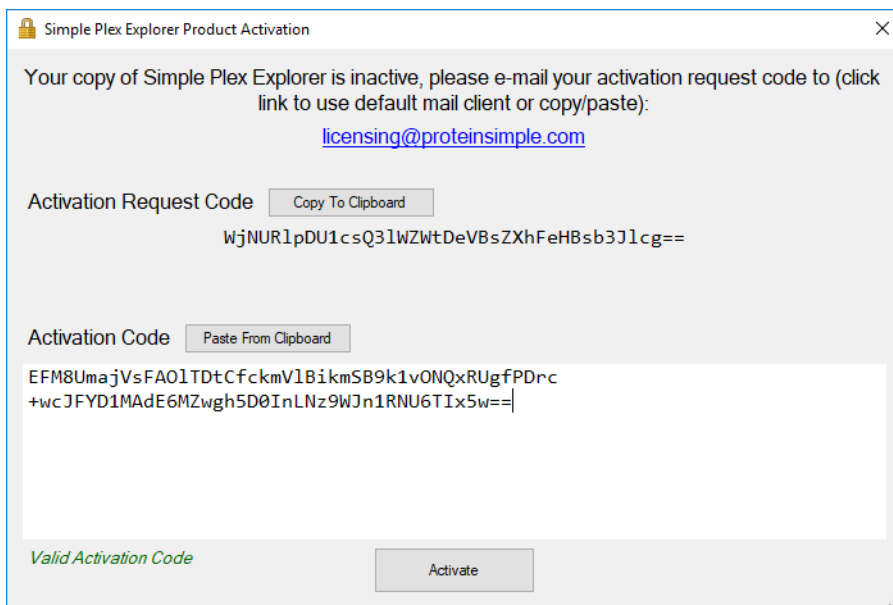 Simple Plex Explorer Product Activation
Your copy of Simple Plex Explorer is inactive, please e-mail your activation request code to (click
link to use default mail client or copy/paste):
licensing@proteinsimple.com
Activation Request Code
Copy To Clipboard
WjNURlpDU1csQ3lWZWtDeVBsZXhFeHBsb3Jlcg==
Activation Code
Paste From Clipboard
EFM8UmajVsFAOlTDtCfckmVlBikmSB9k1vONQxRUgfPDrc
+wcJFYD1MAdE6MZwgh5D0InLNz9WJn1RNU6TIx5w==
Valid Activation Code
Activate